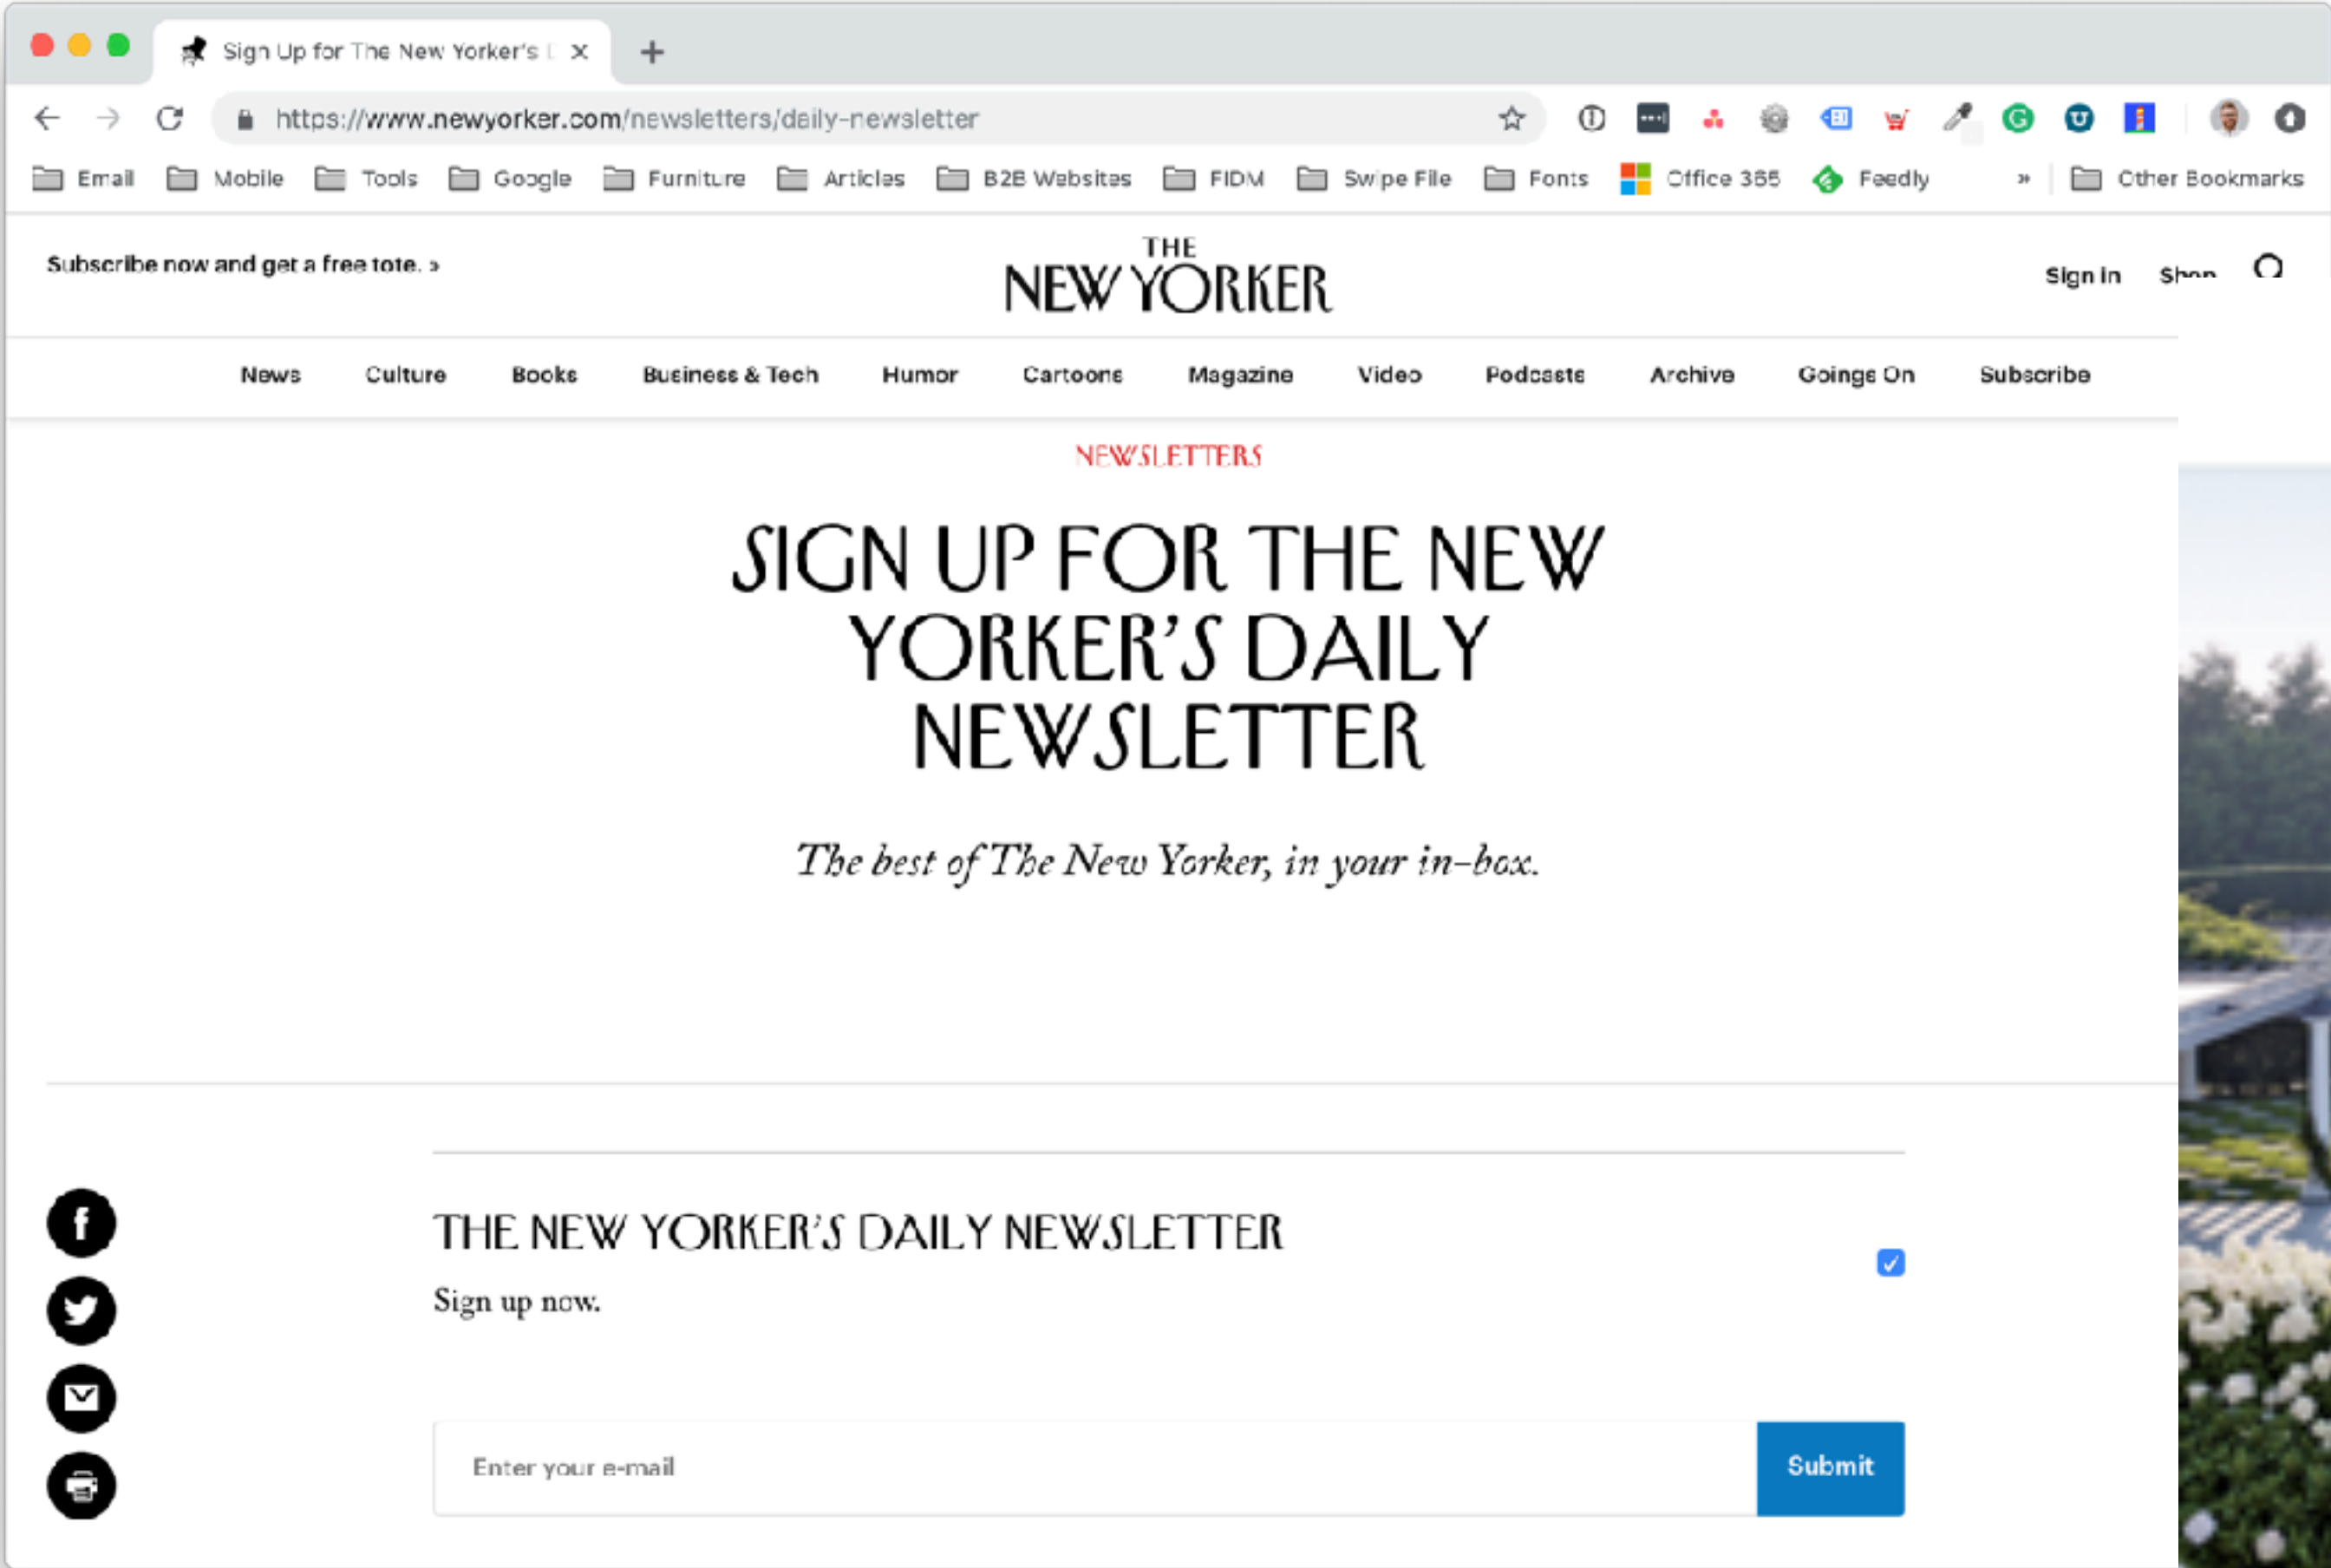 Sign Up for The New Yorker's
https://www.newyorker.com/newsletters/daily-newsletter
Email Mobile Tools Google Furniture Articles B2B Websites FIDM Swipe File Fonts Office 365 Feedly » Other Bookmarks
Subscribe now and get a free tote. »
THE
NEW YORKER
Sign In Shop
News Culture Books Business & Tech Humor Cartoons Magazine Video Podcasts Archive Goings On Subscribe
NEWSLETTERS
SIGN UP FOR THE NEW
YORKER’S DAILY
NEWSLETTER
The best of The New Yorker, in your in-box.
THE NEW YORKER’S DAILY NEWSLETTER
Sign up now.
Enter your e-mail
Submit